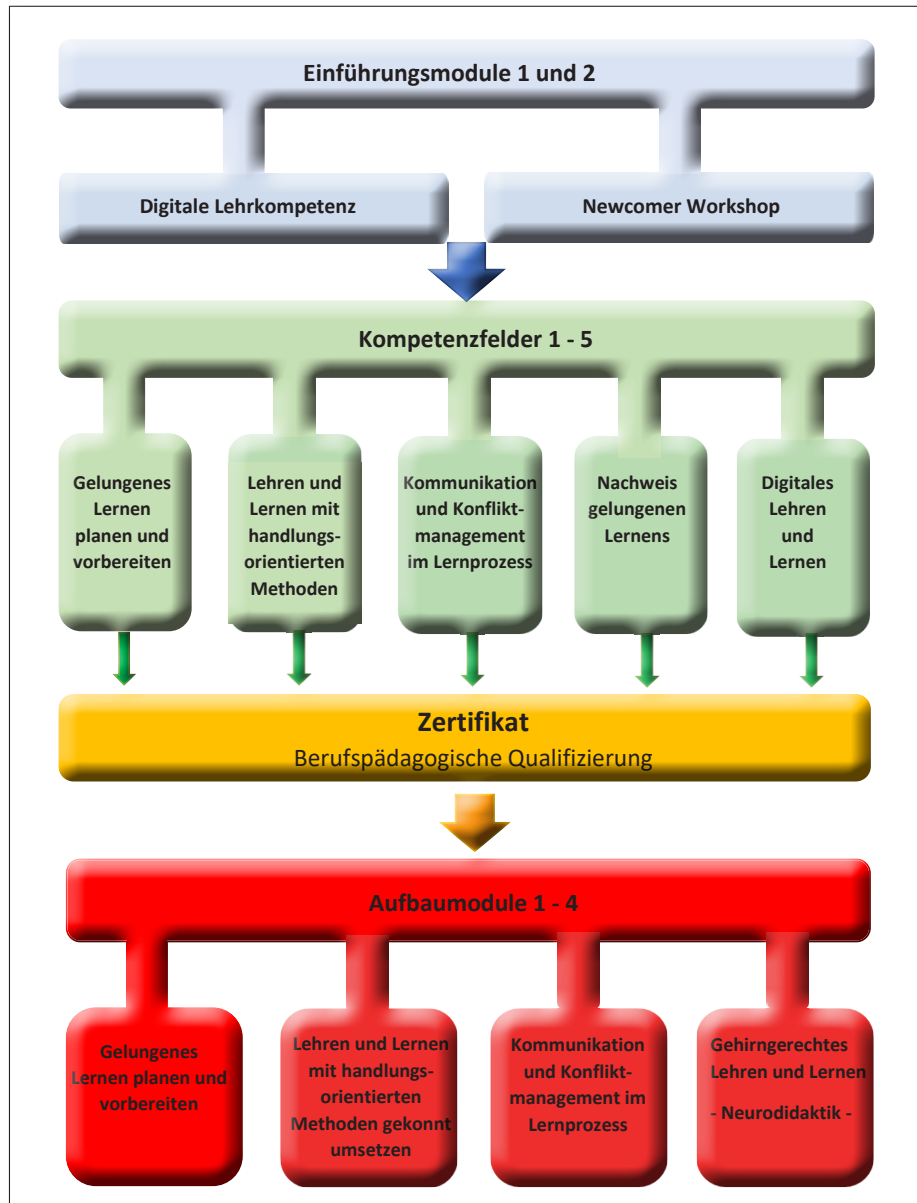 Einführungsmodule 1 und 2
Digitale Lehrkompetenz
Newcomer Workshop
Kompetenzfelder 1 - 5
Gelungenes
Lernen
planen und
vorbereiten
Lehren und
Lernen mit
handlungs-
orientierten
Methoden
Kommunikation
und Konflikt-
management
im Lernprozess
Nachweis
gelungenen
Lernens
Digitales
Lehren
und
Lernen
Zertifikat
Berufspädagogische Qualifizierung
Aufbaumodule 1 - 4
Gelungenes
Lernen planen und
vorbereiten
Lehren und Lernen
mit handlungs-
orientierten
Methoden gekonnt
umsetzen
Kommunikation
und Konflikt-
management im
Lernprozess
Gehirngerechtes
Lehren und Lernen
- Neurodidaktik -